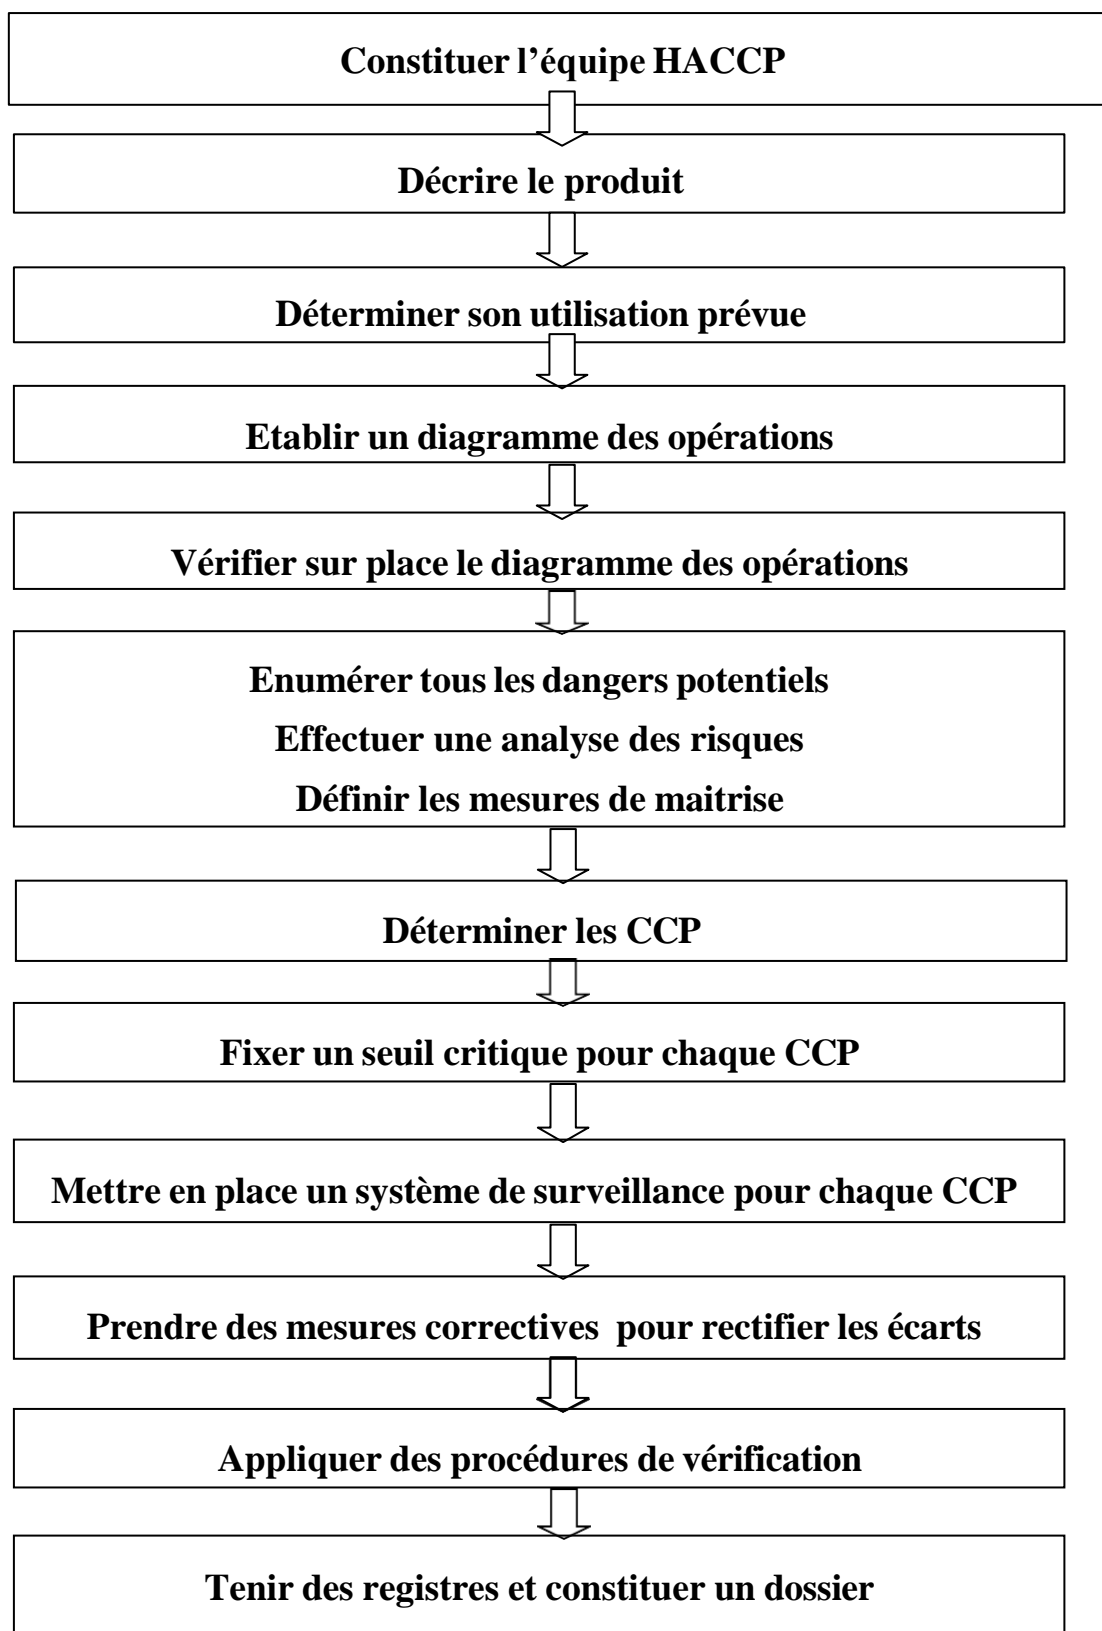 Constituer l’équipe HACCP
Décrire le produit
Déterminer son utilisation prévue
Etablir un diagramme des opérations
Vérifier sur place le diagramme des opérations
Enumérer tous les dangers potentiels
Effectuer une analyse des risques
Définir les mesures de maitrise
Déterminer les CCP
Fixer un seuil critique pour chaque CCP
Mettre en place un système de surveillance pour chaque CCP
Prendre des mesures correctives  pour rectifier les écarts
Appliquer des procédures de vérification
Tenir des registres et constituer un dossier